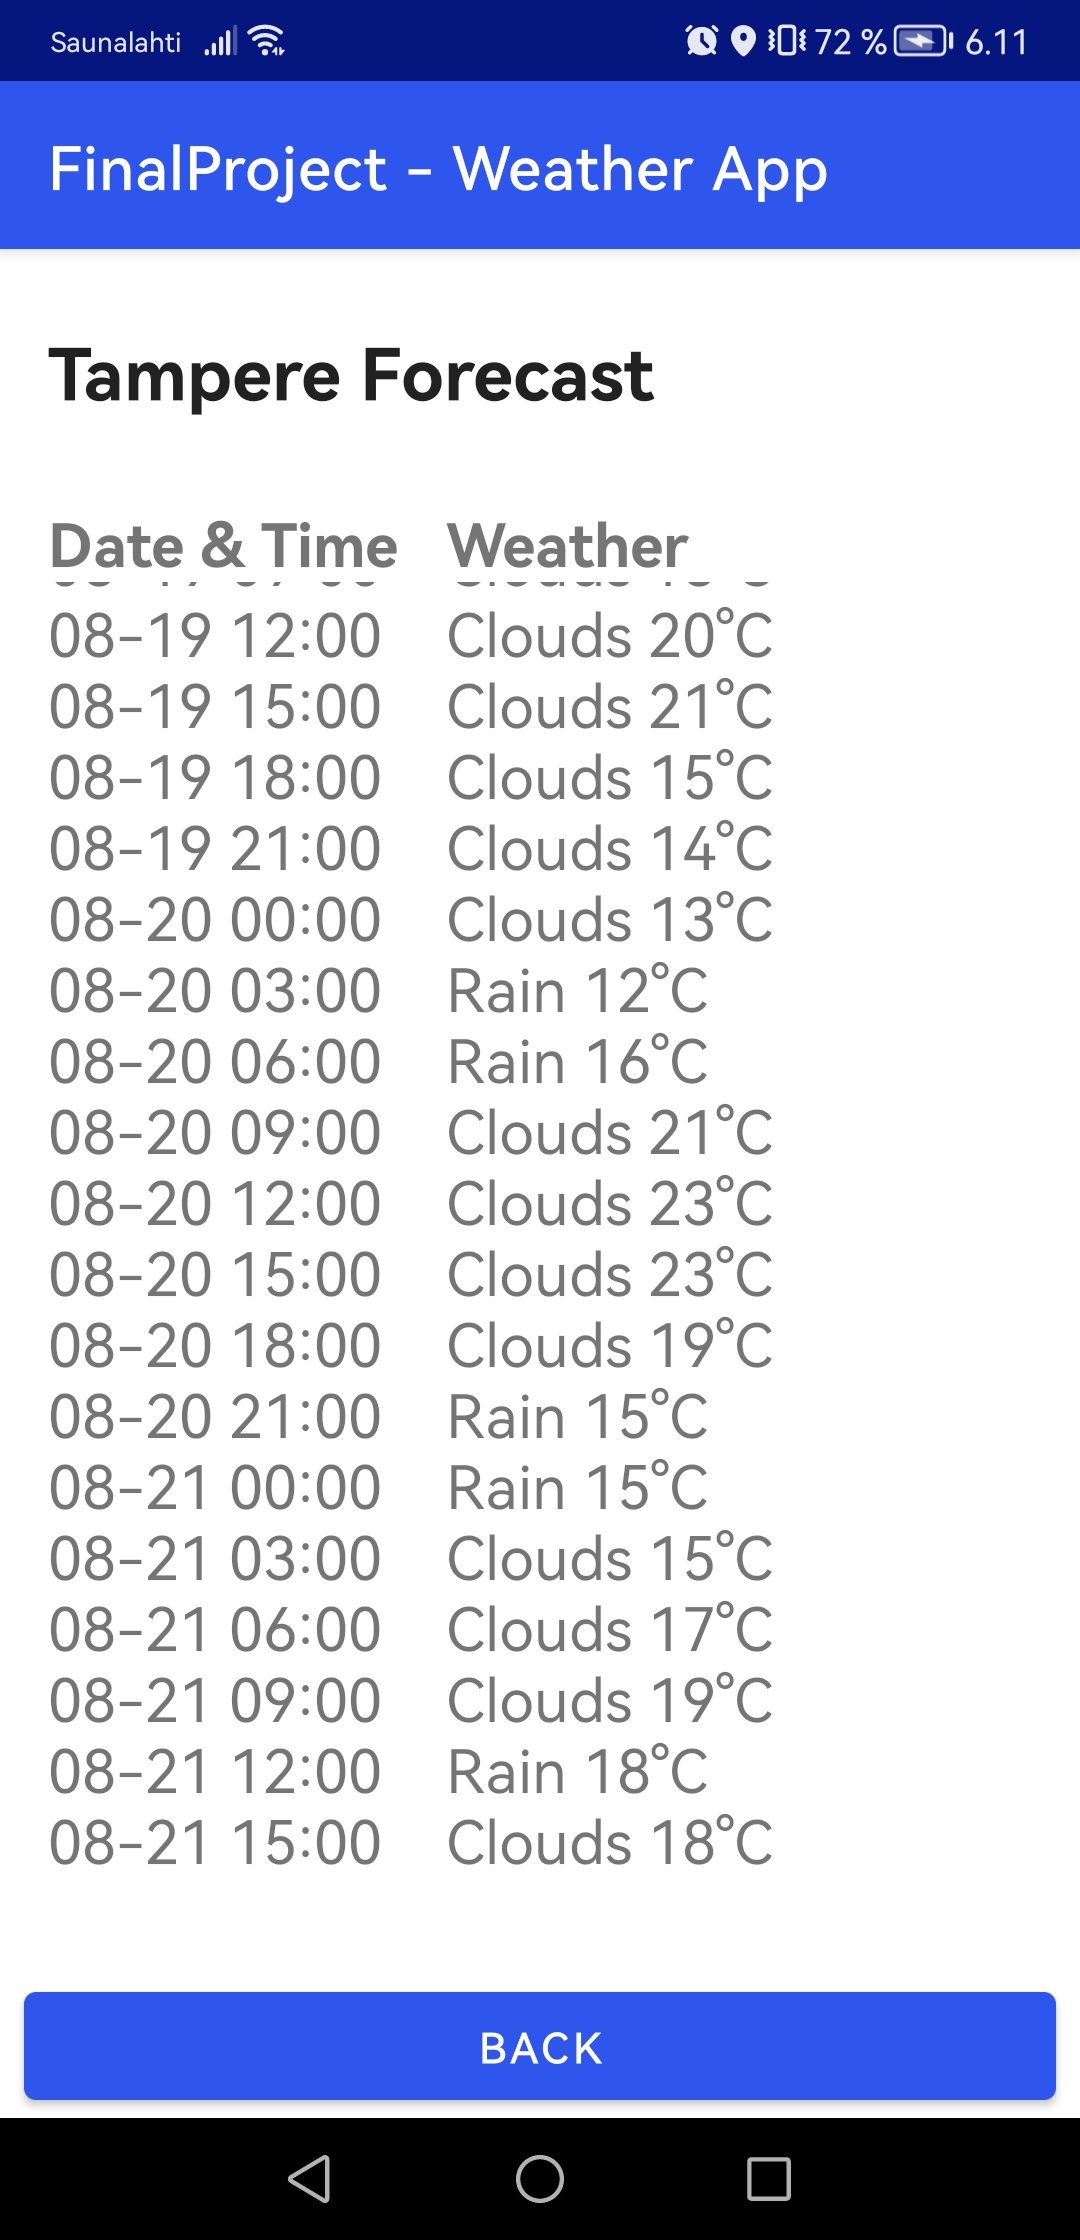 Saunalahti 72 % 6.11
FinalProject - Weather App
Tampere Forecast
Date & Time Weather
08-19 12:00 Clouds 20°C
08-19 15:00 Clouds 21°C
08-19 18:00 Clouds 15°C
08-19 21:00 Clouds 14°C
08-20 00:00 Clouds 13°C
08-20 03:00 Rain 12°C
08-20 06:00 Rain 16°C
08-20 09:00 Clouds 21°C
08-20 12:00 Clouds 23°C
08-20 15:00 Clouds 23°C
08-20 18:00 Clouds 19°C
08-20 21:00 Rain 15°C
08-21 00:00 Rain 15°C
08-21 03:00 Clouds 15°C
08-21 06:00 Clouds 17°C
08-21 09:00 Clouds 19°C
08-21 12:00 Rain 18°C
08-21 15:00 Clouds 18°C
BACK